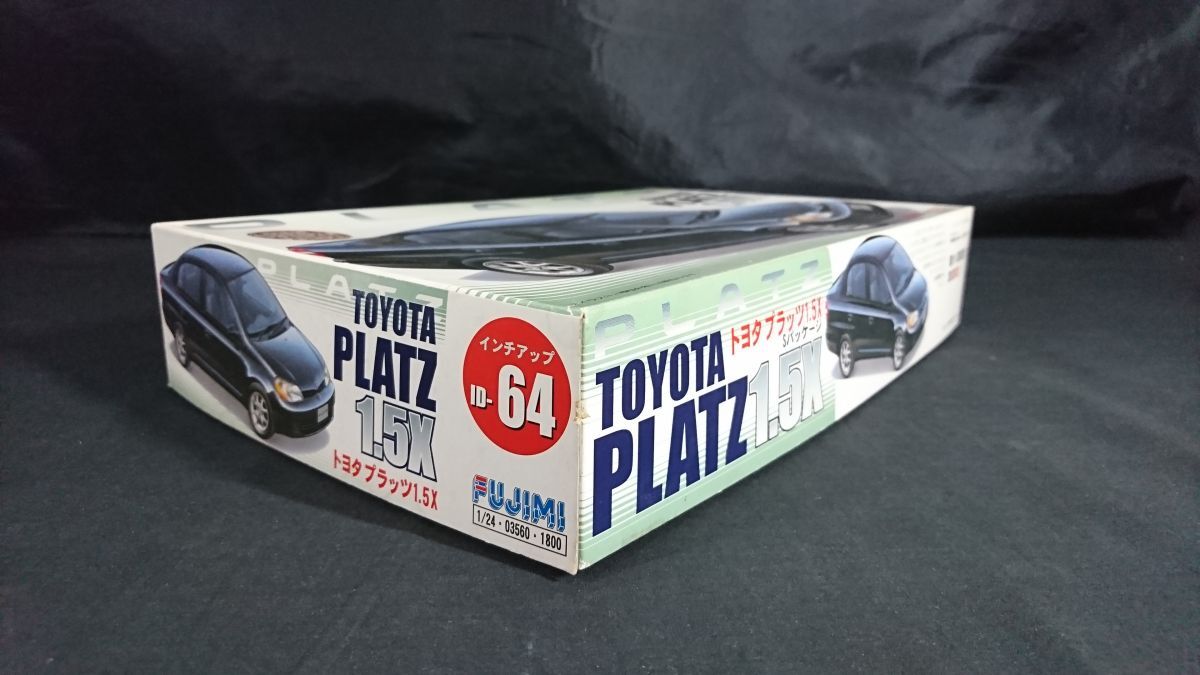 PLATZ
TOYOTA
PLATZ
1.5X
トヨタ プラッツ1.5X
インチアップ
ID-64
FUJIMI
1/24・03560・1800
PLATZ
TOYOTA
PLATZ 1.5X
トヨタ プラッツ1.5X
Sパッケージ